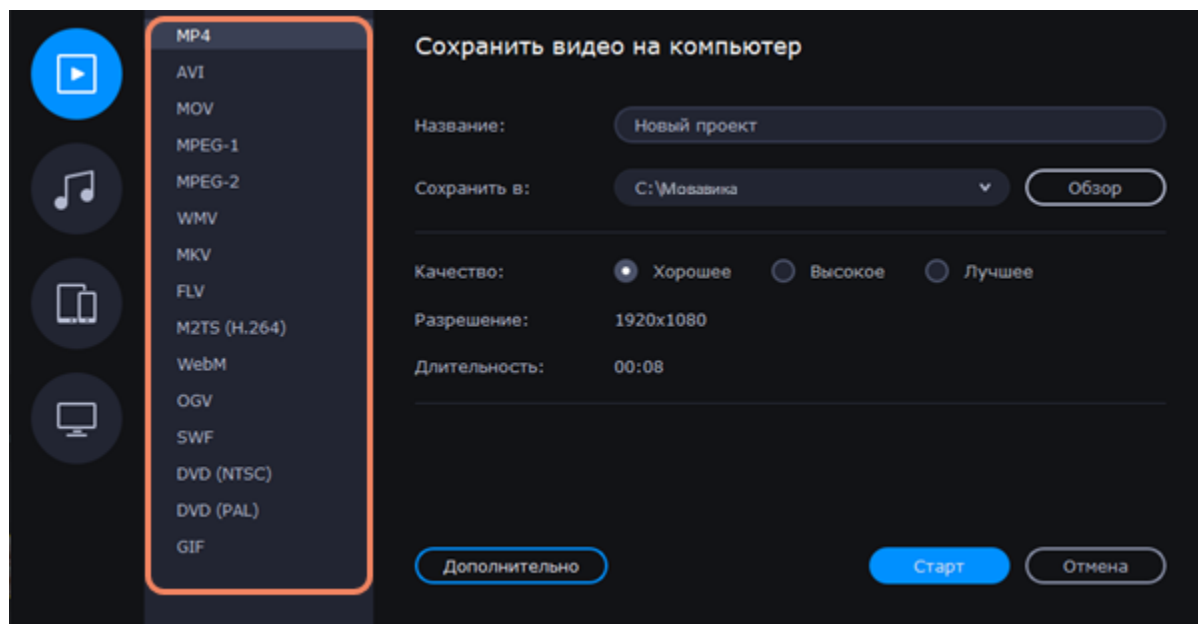 MP4
AVI
MOV
MPEG-1
MPEG-2
WMV
MKV
FLV
M2TS (H.264)
WebM
OGV
SWF
DVD (NTSC)
DVD (PAL)
GIF
Сохранить видео на компьютер
Название: Новый проект
Сохранить в: C:\Мовавика Обзор
Качество: Хорошее Высокое Лучшее
Разрешение: 1920x1080
Длительность: 00:08
Дополнительно Старт Отмена